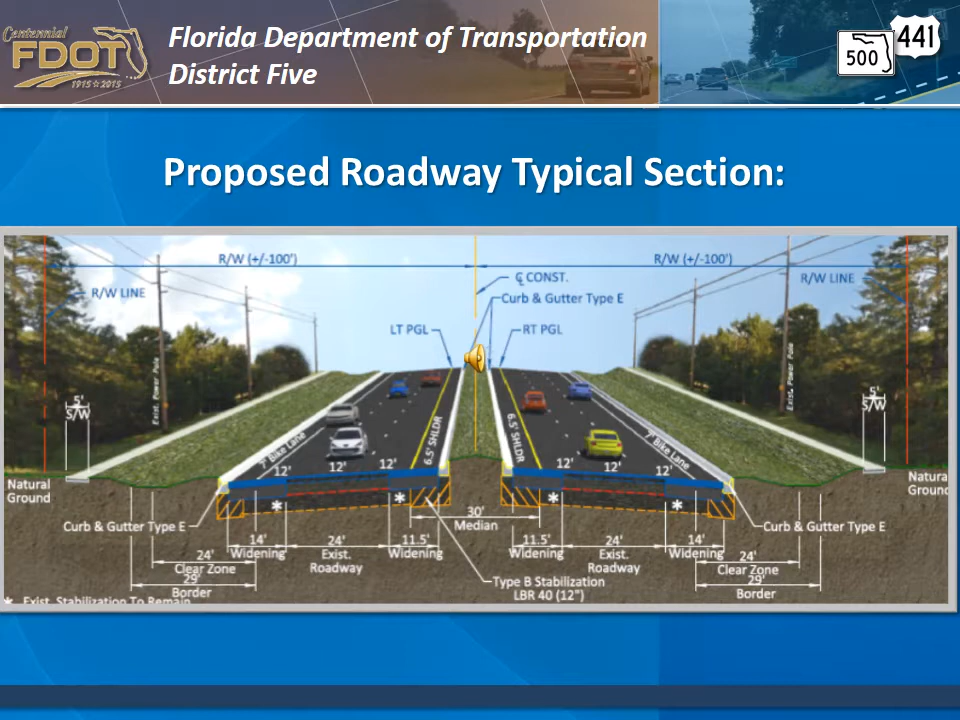 Centennial
FDOT
1915 ☆ 2015
Florida Department of Transportation
District Five
500
441
Proposed Roadway Typical Section:
R/W (+/-100')
R/W (+/-100')
R/W LINE
R/W LINE
℄ CONST.
Curb & Gutter Type E
LT PGL
RT PGL
Exist. Power Pole
Exist. Power Pole
5'
S/W
5'
S/W
7' Bike Lane
6.5' SHLDR
6.5' SHLDR
7' Bike Lane
12'
12'
12'
12'
12'
12'
Natural
Ground
Natural
Ground
*
*
*
*
30'
Median
Curb & Gutter Type E
Curb & Gutter Type E
14'
Widening
24'
Exist.
Roadway
11.5'
Widening
11.5'
Widening
24'
Exist.
Roadway
14'
Widening
24'
Clear Zone
24'
Clear Zone
29'
Border
29'
Border
Type B Stabilization
LBR 40 (12")
* Exist. Stabilization To Remain